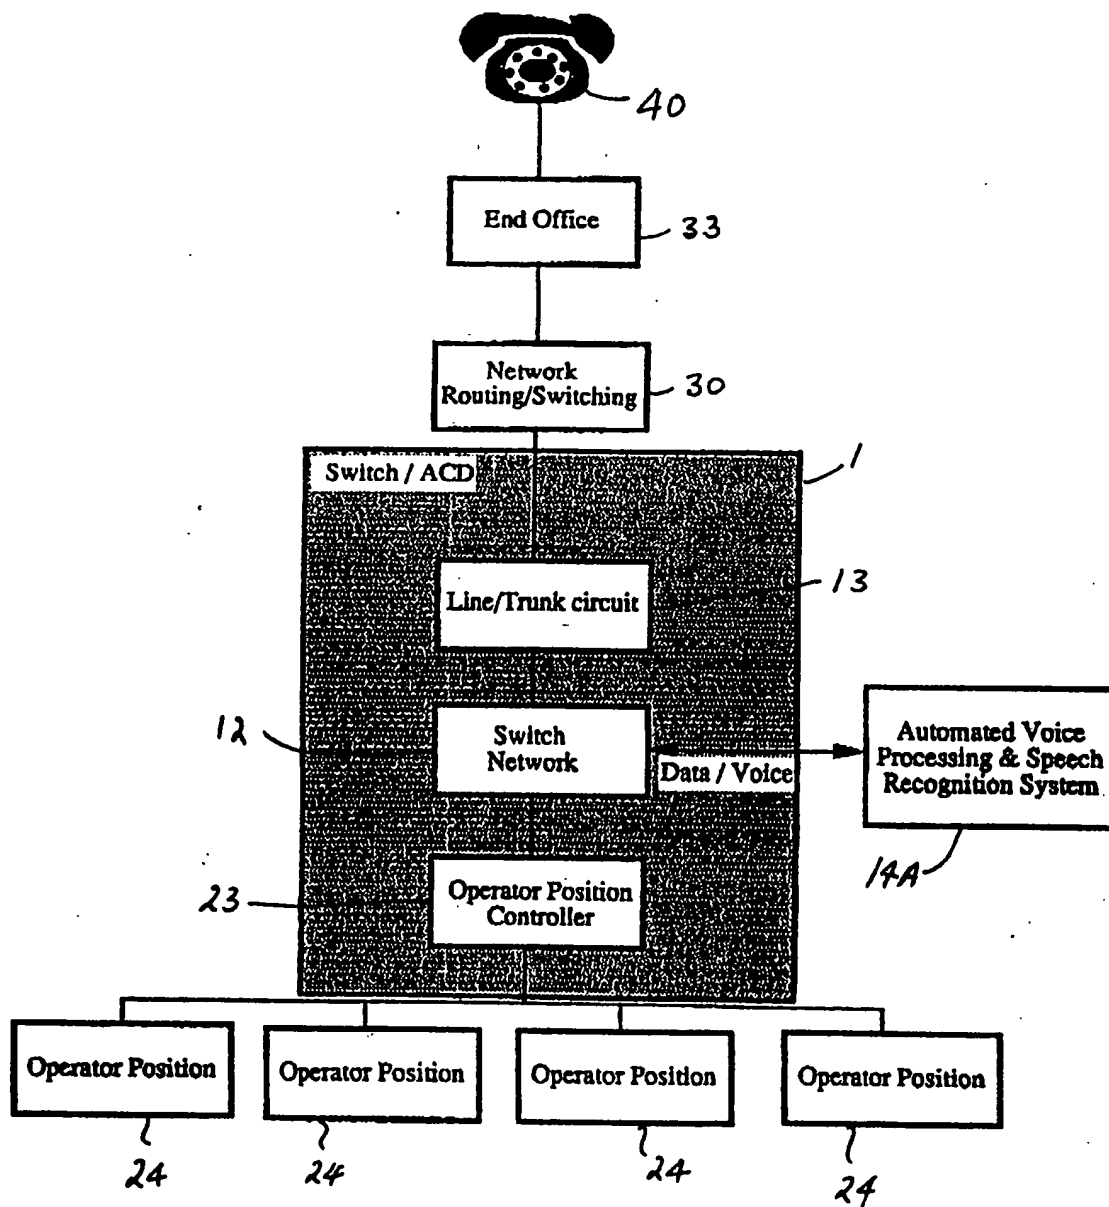 40
End Office
33
Network
Routing/Switching
30
Switch / ACD
1
Line/Trunk circuit
13
12
Switch
Network
Data / Voice
Automated Voice
Processing & Speech
Recognition System
14A
23
Operator Position
Controller
Operator Position
Operator Position
Operator Position
Operator Position
24
24
24
24